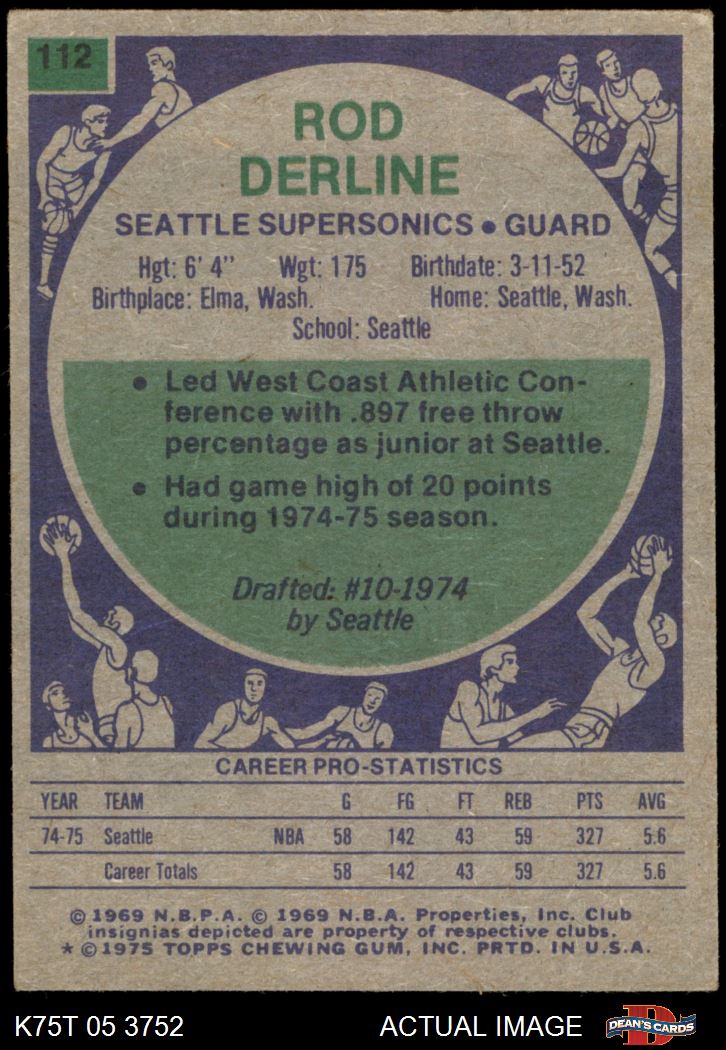 112
ROD
DERLINE
SEATTLE SUPERSONICS • GUARD
Hgt: 6' 4" Wgt: 175 Birthdate: 3-11-52
Birthplace: Elma, Wash. Home: Seattle, Wash.
School: Seattle
• Led West Coast Athletic Con-
ference with .897 free throw
percentage as junior at Seattle.
• Had game high of 20 points
during 1974-75 season.
Drafted: #10-1974
by Seattle
CAREER PRO-STATISTICS
YEAR TEAM G FG FT REB PTS AVG
74-75 Seattle NBA 58 142 43 59 327 5.6
Career Totals 58 142 43 59 327 5.6
© 1969 N.B.P.A. © 1969 N.B.A. Properties, Inc. Club
insignias depicted are property of respective clubs.
* © 1975 TOPPS CHEWING GUM, INC. PRTD. IN U.S.A.
K75T 05 3752 ACTUAL IMAGE D DEAN'S CARDS